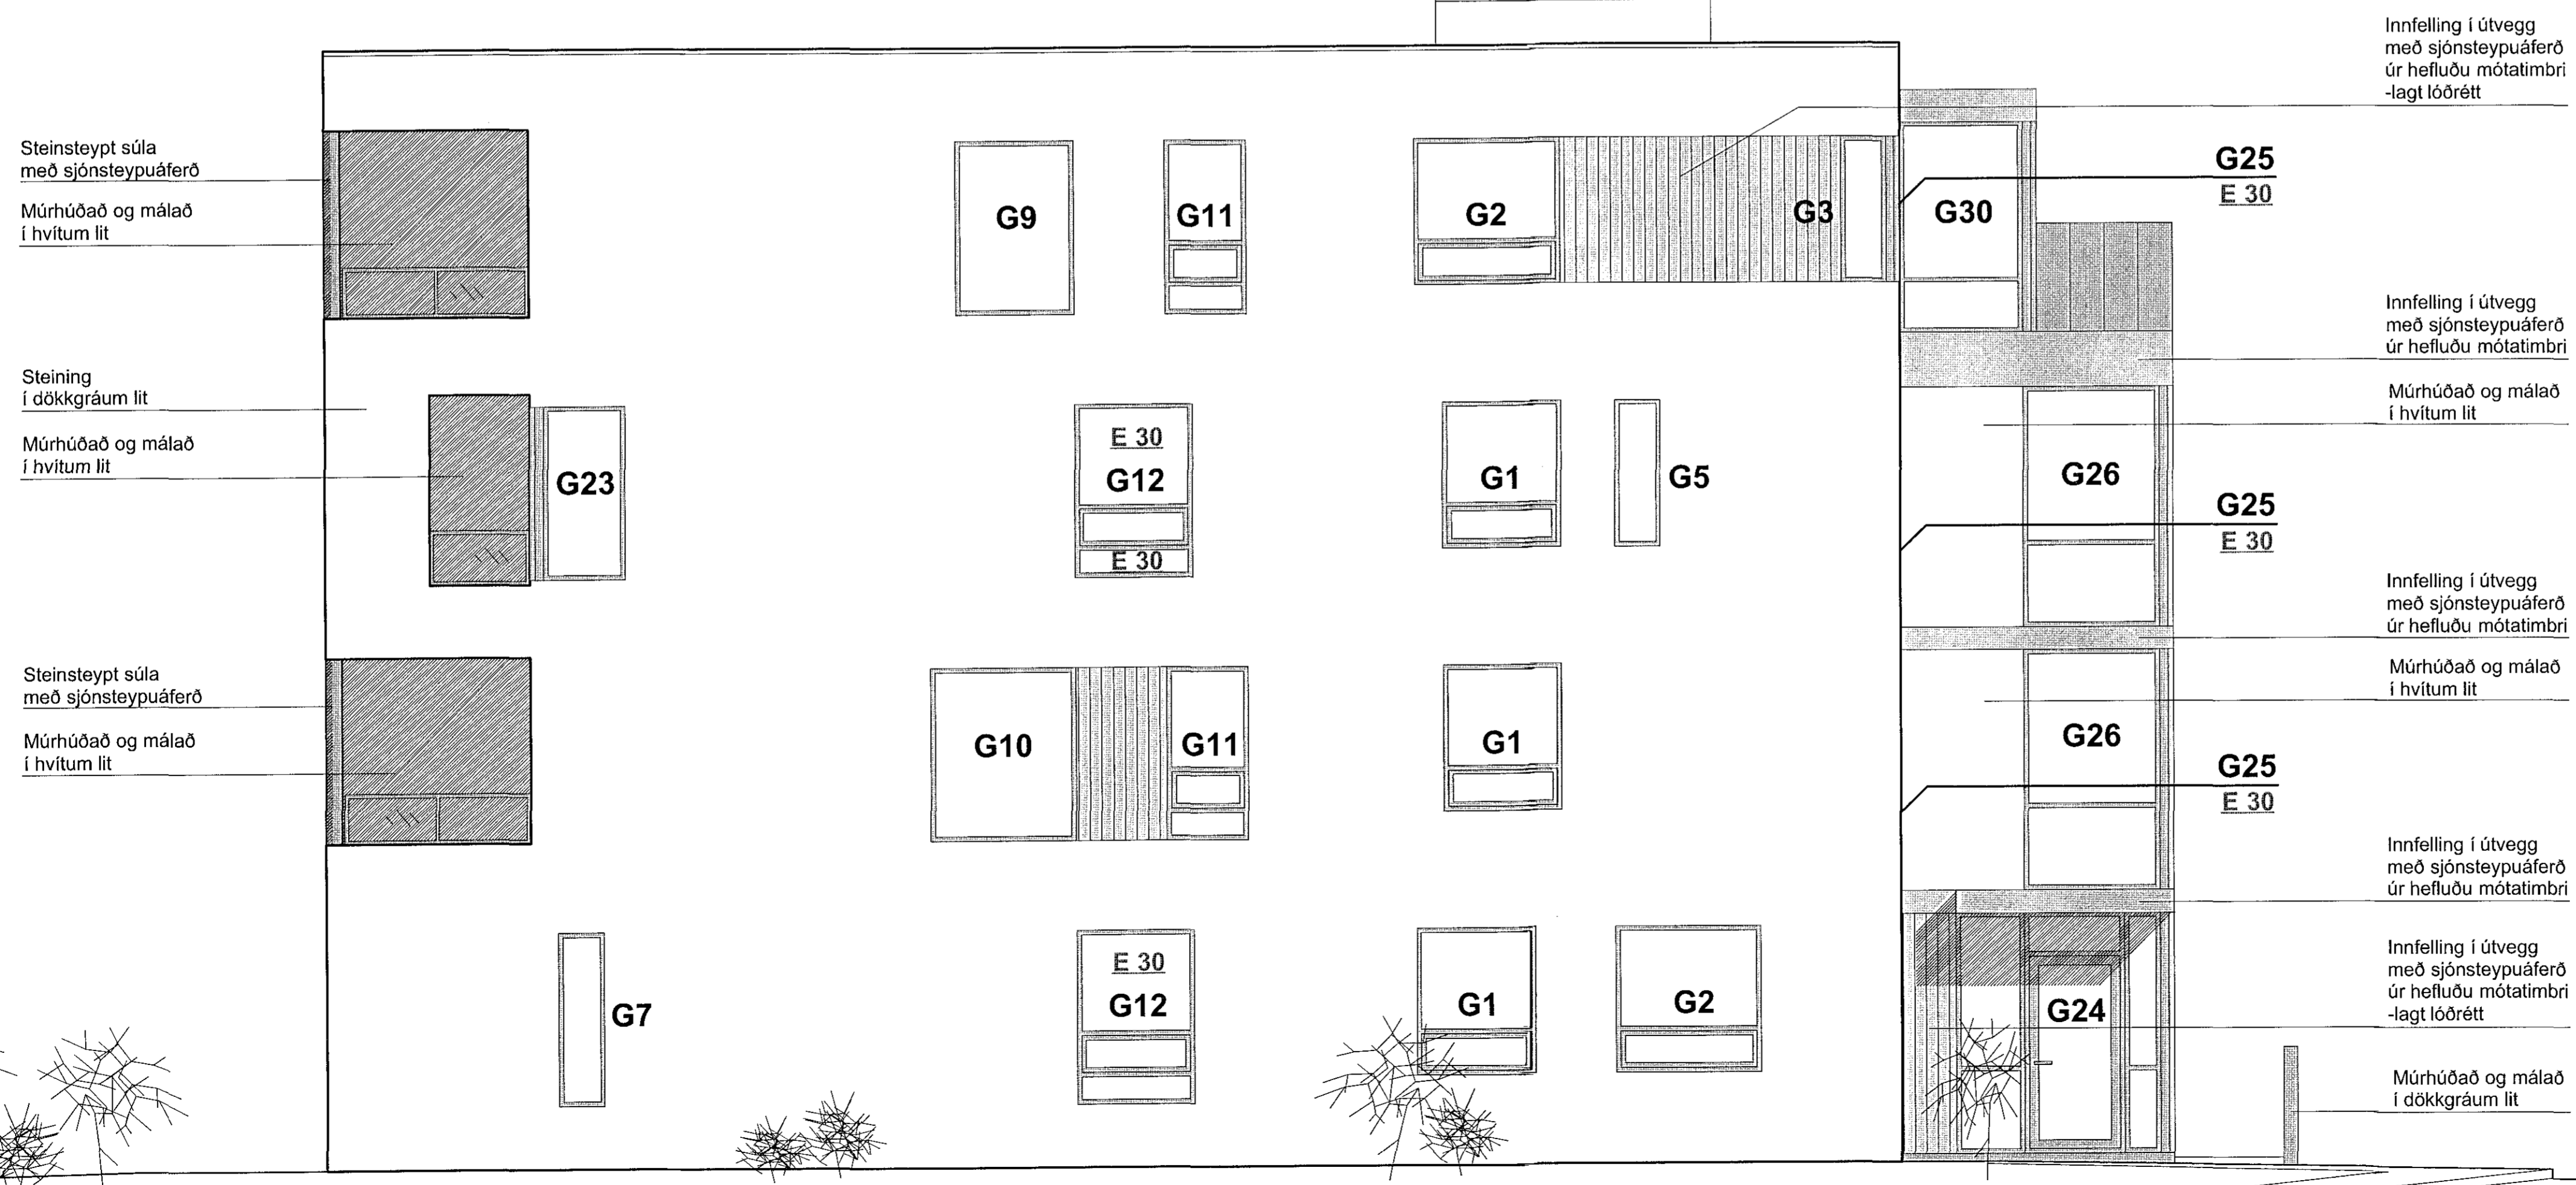 Innfelling í útvegg
með sjónsteypuáferð
úr hefluðu mótatimbri
-lagt lóðrétt
Steinsteypt súla
með sjónsteypuáferð
Múrhúðað og málað
í hvítum lit
G9
G11
G2
G3
G30
G25
E 30
Innfelling í útvegg
með sjónsteypuáferð
úr hefluðu mótatimbri
Steining
í dökkgráum lit
Múrhúðað og málað
í hvítum lit
Múrhúðað og málað
í hvítum lit
G23
E 30
G12
E 30
G1
G5
G26
G25
E 30
Innfelling í útvegg
með sjónsteypuáferð
úr hefluðu mótatimbri
Steinsteypt súla
með sjónsteypuáferð
Múrhúðað og málað
í hvítum lit
Múrhúðað og málað
í hvítum lit
G10
G11
G1
G26
G25
E 30
Innfelling í útvegg
með sjónsteypuáferð
úr hefluðu mótatimbri
G7
E 30
G12
G1
G2
G24
Innfelling í útvegg
með sjónsteypuáferð
úr hefluðu mótatimbri
-lagt lóðrétt
Múrhúðað og málað
í dökkgráum lit